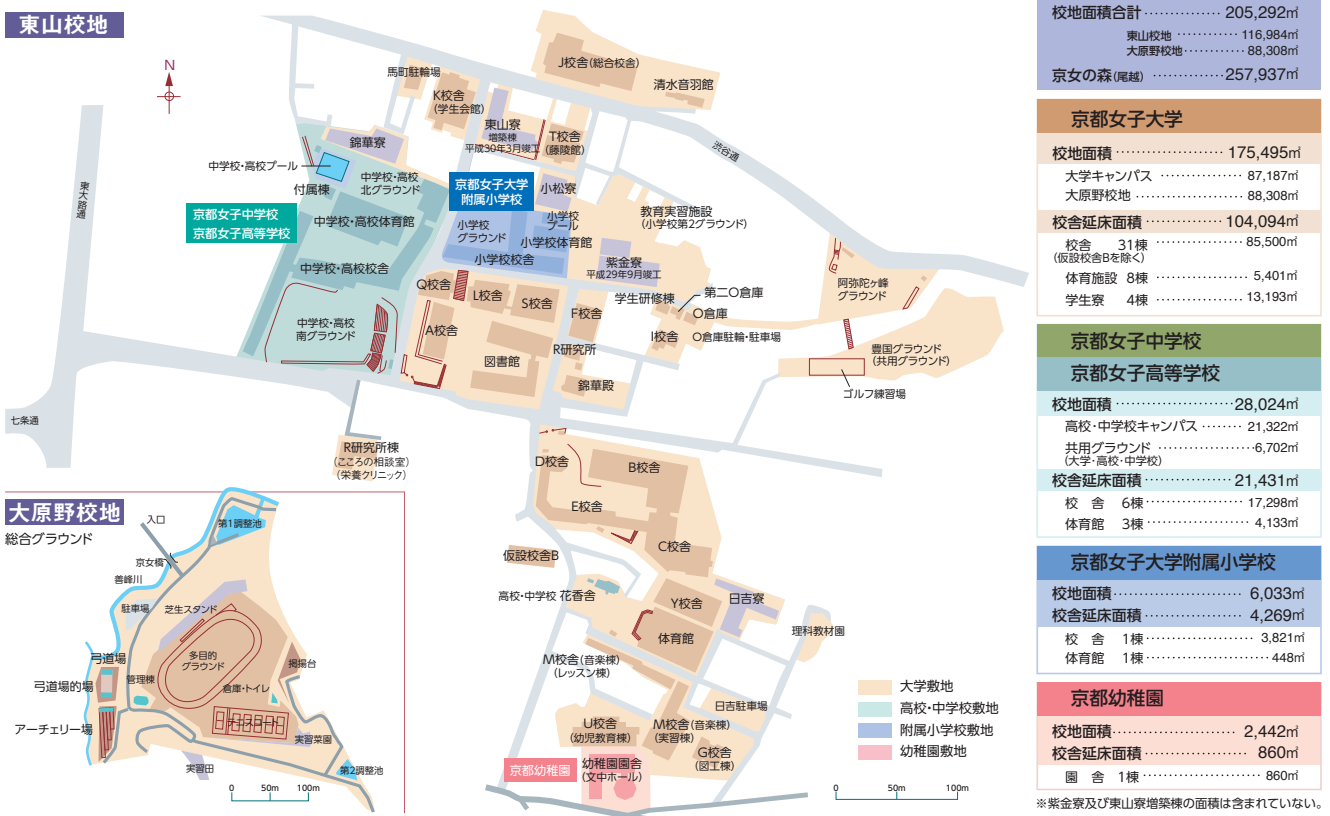 東山校地
N
馬町駐輪場
K校舎
(学生会館)
J校舎(総合校舎)
清水音羽館
東山寮
増築棟
平成30年3月竣工
T校舎
(藤陵館)
渋谷通
錦華寮
中学校・高校プール
付属棟
中学校・高校
北グラウンド
京都女子大学
附属小学校
小松寮
東大路通
京都女子中学校
京都女子高等学校
中学校・高校体育館
小学校
グラウンド
小学校
プール
小学校体育館
小学校校舎
教育実習施設
(小学校第2グラウンド)
紫金寮
平成29年9月竣工
中学校・高校校舎
Q校舎
L校舎
S校舎
学生研修棟
第二O倉庫
O倉庫
阿弥陀ヶ峰
グラウンド
中学校・高校
南グラウンド
A校舎
F校舎
I校舎
O倉庫駐輪・駐車場
図書館
R研究所
豊国グラウンド
(共用グラウンド)
錦華殿
ゴルフ練習場
七条通
R研究所棟
(こころの相談室)
(栄養クリニック)
D校舎
B校舎
E校舎
C校舎
仮設校舎B
高校・中学校 花香舎
Y校舎
日吉寮
体育館
理科教材園
M校舎(音楽棟)
(レッスン棟)
日吉駐車場
U校舎
(幼児教育棟)
M校舎(音楽棟)
(実習棟)
G校舎
(図工棟)
京都幼稚園
幼稚園園舎
(文中ホール)
大学敷地
高校・中学校敷地
附属小学校敷地
幼稚園敷地
0 50m 100m
大原野校地
総合グラウンド
入口
第1調整池
京女橋
善峰川
駐車場
芝生スタンド
弓道場
多目的
グラウンド
掲揚台
弓道場的場
管理棟
倉庫・トイレ
アーチェリー場
テニスコート
実習菜園
実習田
第2調整池
0 50m 100m
校地面積合計 ·············· 205,292㎡
東山校地 ············ 116,984㎡
大原野校地 ············ 88,308㎡
京女の森(尾越) ············ 257,937㎡
京都女子大学
校地面積 ·················· 175,495㎡
大学キャンパス ············ 87,187㎡
大原野校地 ················ 88,308㎡
校舎延床面積 ·············· 104,094㎡
校舎 31棟 ················ 85,500㎡
(仮設校舎Bを除く)
体育施設 8棟 ·············· 5,401㎡
学生寮 4棟 ················ 13,193㎡
京都女子中学校
京都女子高等学校
校地面積 ···················· 28,024㎡
高校・中学校キャンパス ········ 21,322㎡
共用グラウンド ················ 6,702㎡
(大学・高校・中学校)
校舎延床面積 ················ 21,431㎡
校 舎 6棟 ················ 17,298㎡
体育館 3棟 ·················· 4,133㎡
京都女子大学附属小学校
校地面積 ······················ 6,033㎡
校舎延床面積 ·················· 4,269㎡
校 舎 1棟 ·················· 3,821㎡
体育館 1棟 ···················· 448㎡
京都幼稚園
校地面積 ······················ 2,442㎡
校舎延床面積 ···················· 860㎡
園 舎 1棟 ···················· 860㎡
※紫金寮及び東山寮増築棟の面積は含まれていない。